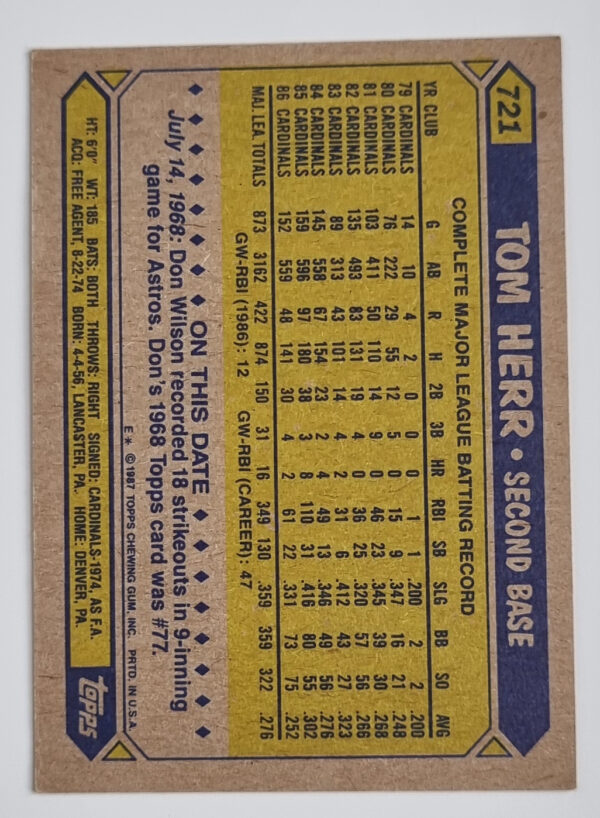 721 TOM HERR • SECOND BASE
COMPLETE MAJOR LEAGUE BATTING RECORD
YR CLUB G AB R H 2B 3B HR RBI SB SLG BB SO AVG
79 CARDINALS 14 10 4 2 0 0 0 1 1 .200 2 2 .200
80 CARDINALS 76 222 29 55 12 5 0 15 9 .347 16 21 .248
81 CARDINALS 103 411 50 110 14 9 0 46 23 .345 39 30 .268
82 CARDINALS 135 493 83 131 19 4 0 36 25 .320 57 56 .266
83 CARDINALS 89 313 43 101 14 4 2 31 6 .412 43 27 .323
84 CARDINALS 145 558 67 154 23 2 4 49 13 .346 49 56 .276
85 CARDINALS 159 596 97 180 38 3 8 110 31 .416 80 55 .302
86 CARDINALS 152 559 48 141 30 4 2 61 22 .331 73 75 .252
MAJ. LEA. TOTALS 873 3162 422 874 150 31 16 349 130 .359 359 322 .276
GW-RBI (1986): 12 GW-RBI (CAREER): 47
♦ ♦ ♦ ♦ ♦ ♦ ON THIS DATE ♦ ♦ ♦ ♦ ♦ ♦ ♦ ♦
July 14, 1968: Don Wilson recorded 18 strikeouts in 9-inning
game for Astros. Don's 1968 Topps card was #77.
E* ©1987 TOPPS CHEWING GUM, INC. PRTD. IN U.S.A.
HT: 6'0" WT: 185 BATS: BOTH THROWS: RIGHT SIGNED: CARDINALS-1974, AS F.A.
ACQ: FREE AGENT, 8-22-74 BORN: 4-4-56, LANCASTER, PA. HOME: DENVER, PA.
topps